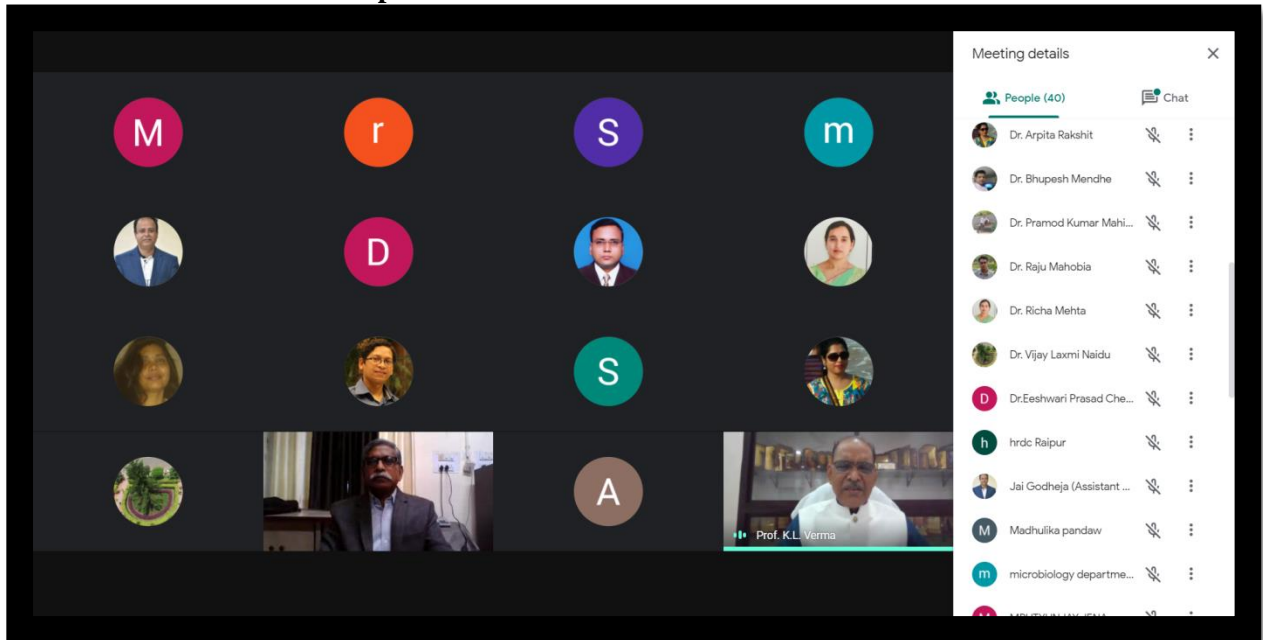 Meeting details
People (40)
Chat
M
r
S
m
D
S
A
Prof. K.L. Verma
Dr. Arpita Rakshit
Dr. Bhupesh Mendhe
Dr. Pramod Kumar Mahi...
Dr. Raju Mahobia
Dr. Richa Mehta
Dr. Vijay Laxmi Naidu
D
Dr.Eeshwari Prasad Che...
h
hrdc Raipur
Jai Godheja (Assistant ...
M
Madhulika pandaw
m
microbiology departme...